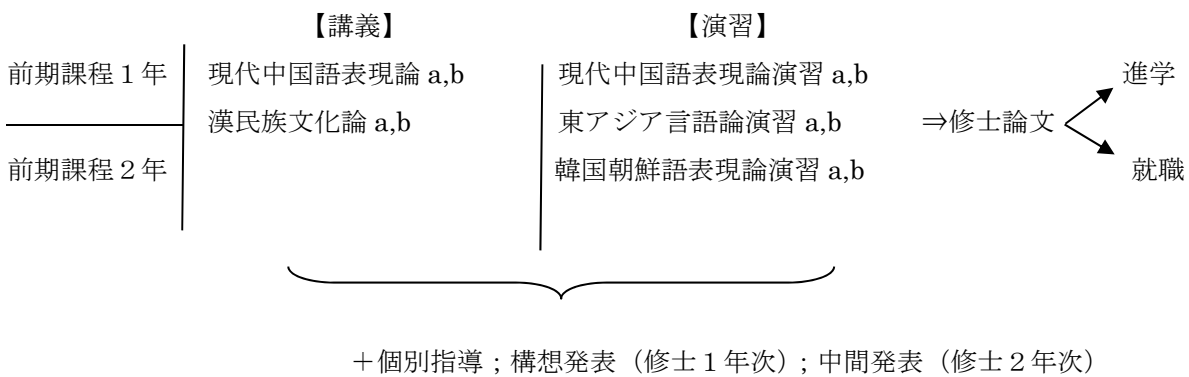 【講義】 【演習】
前期課程１年 現代中国語表現論 a,b 現代中国語表現論演習 a,b 進学
漢民族文化論 a,b 東アジア言語論演習 a,b ⇒修士論文
前期課程２年 韓国朝鮮語表現論演習 a,b 就職
＋個別指導；構想発表（修士１年次）；中間発表（修士２年次）